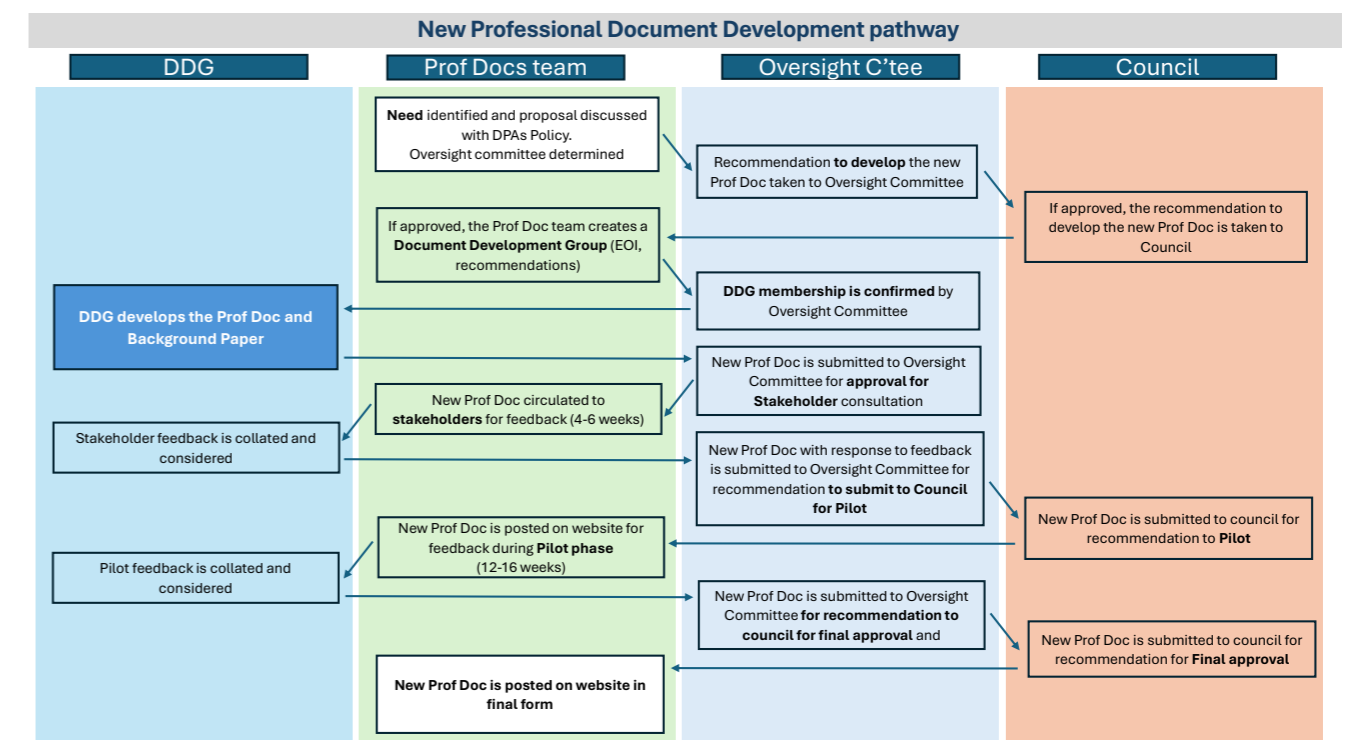 New Professional Document Development pathway
DDG
Prof Docs team
Oversight C'tee
Council
Need identified and proposal discussed
with DPAs Policy.
Oversight committee determined
Recommendation to develop the new
Prof Doc taken to Oversight Committee
If approved, the recommendation to
develop the new Prof Doc is taken to
Council
If approved, the Prof Doc team creates a
Document Development Group (EOI,
recommendations)
DDG membership is confirmed by
Oversight Committee
DDG develops the Prof Doc and
Background Paper
New Prof Doc is submitted to Oversight
Committee for approval for
Stakeholder consultation
New Prof Doc circulated to
stakeholders for feedback (4-6 weeks)
Stakeholder feedback is collated and
considered
New Prof Doc with response to feedback
is submitted to Oversight Committee for
recommendation to submit to Council
for Pilot
New Prof Doc is submitted to council for
recommendation to Pilot
New Prof Doc is posted on website for
feedback during Pilot phase
(12-16 weeks)
Pilot feedback is collated and
considered
New Prof Doc is submitted to Oversight
Committee for recommendation to
council for final approval and
New Prof Doc is submitted to council for
recommendation for Final approval
New Prof Doc is posted on website in
final form